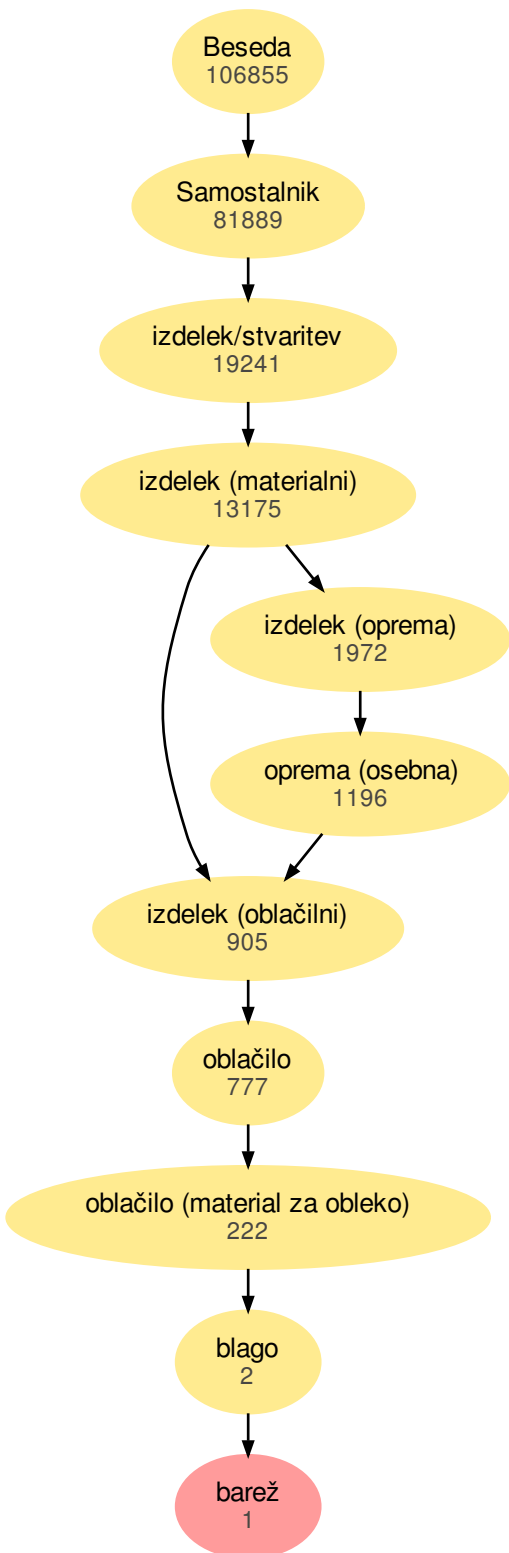 Beseda
106855
Samostalnik
81889
izdelek/stvaritev
19241
izdelek (materialni)
13175
izdelek (oprema)
1972
oprema (osebna)
1196
izdelek (oblačilni)
905
oblačilo
777
oblačilo (material za obleko)
222
blago
2
barež
1